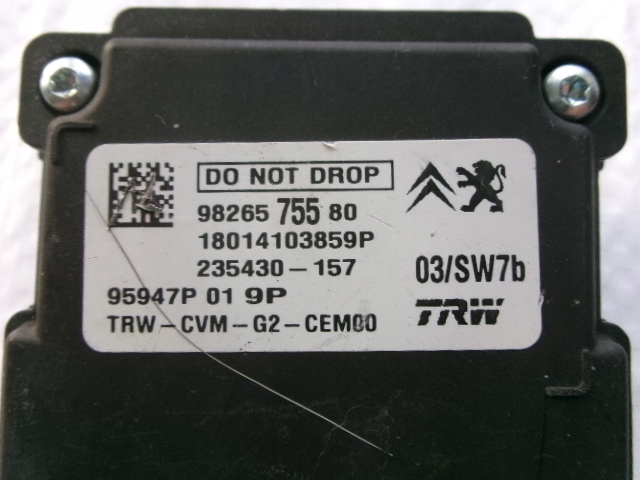 DO NOT DROP
98265 755 80
18014103859P
235430-157
03/SW7b
95947P 01 9P
TRW-CVM-G2-CEM00
TRW